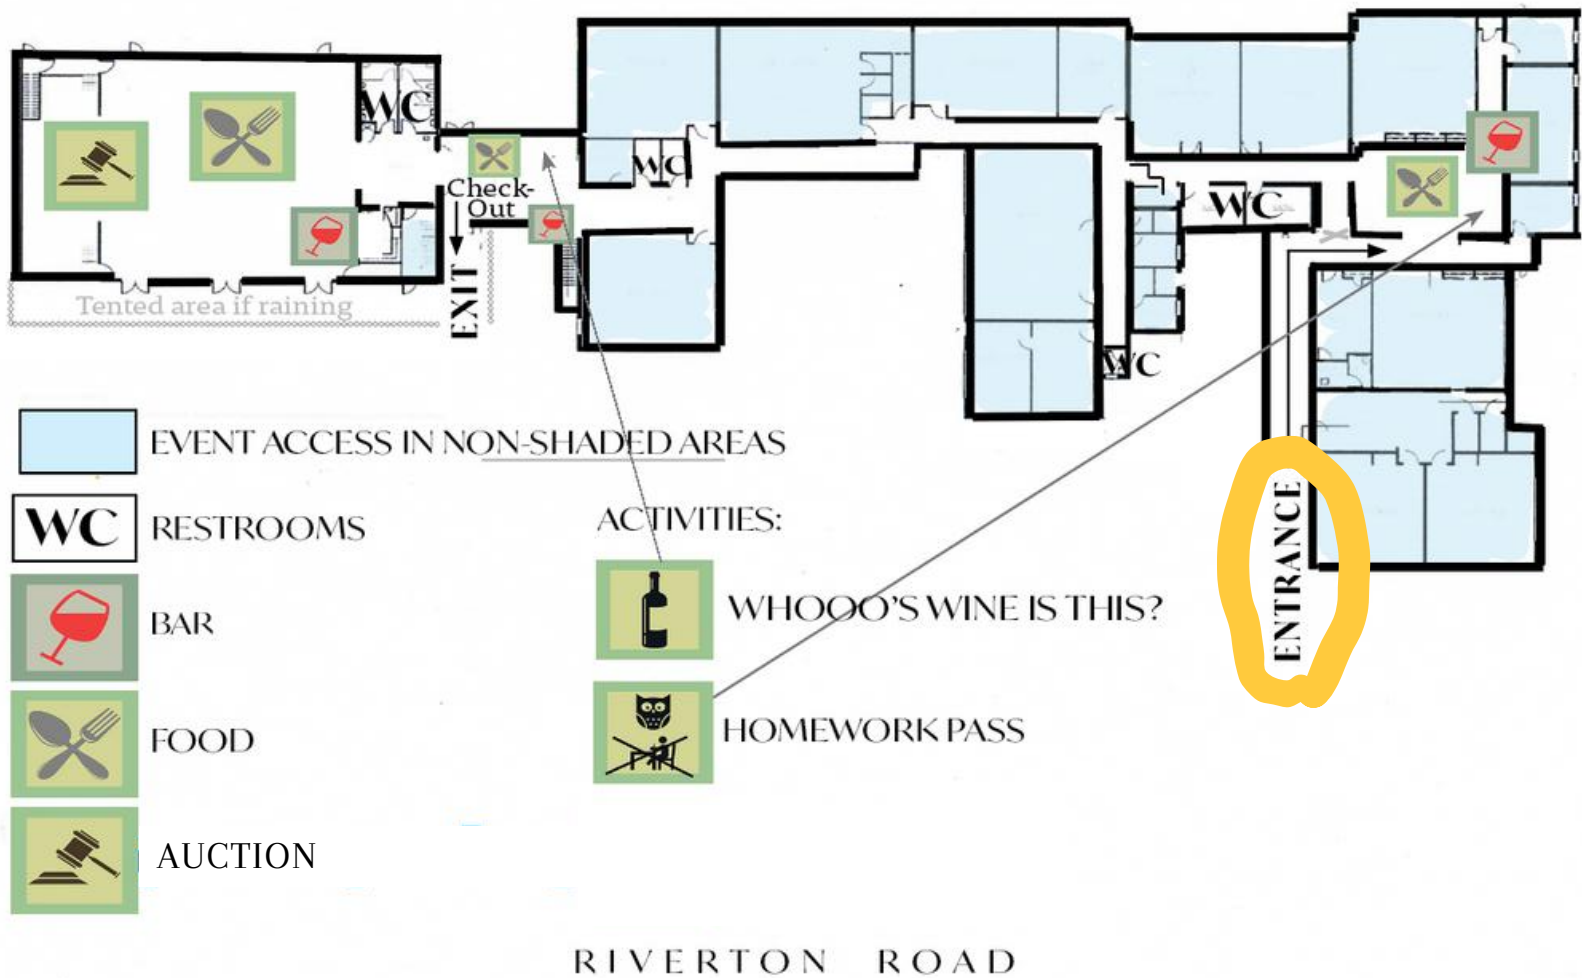 WC
Check-
Out
EXIT
Tented area if raining
WC
WC
WC
ENTRANCE
EVENT ACCESS IN NON-SHADED AREAS
WC RESTROOMS
BAR
FOOD
AUCTION
ACTIVITIES:
WHOOO'S WINE IS THIS?
HOMEWORK PASS
RIVERTON ROAD